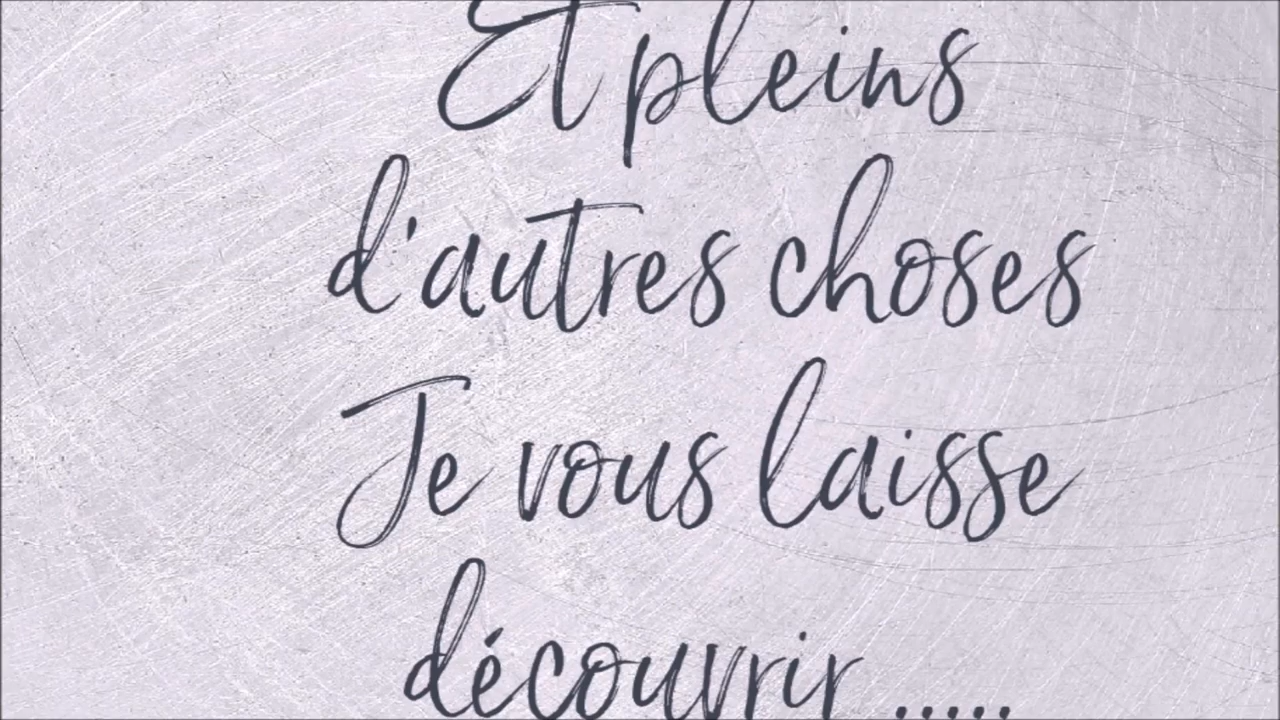 Et pleins
d'autres choses
Je vous laisse
découvrir .....